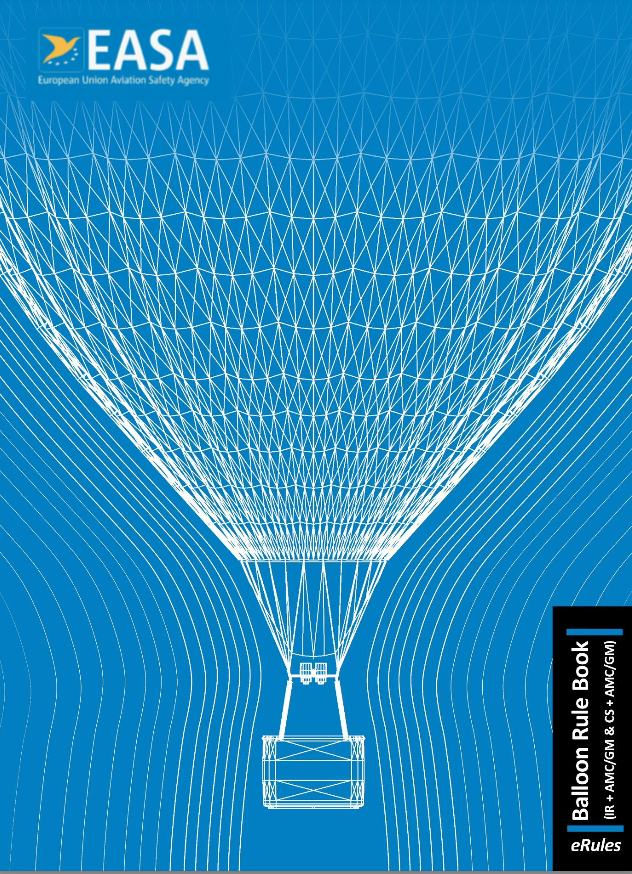 EASA
European Union Aviation Safety Agency
Balloon Rule Book
(IR + AMC/GM & CS + AMC/GM)
eRules